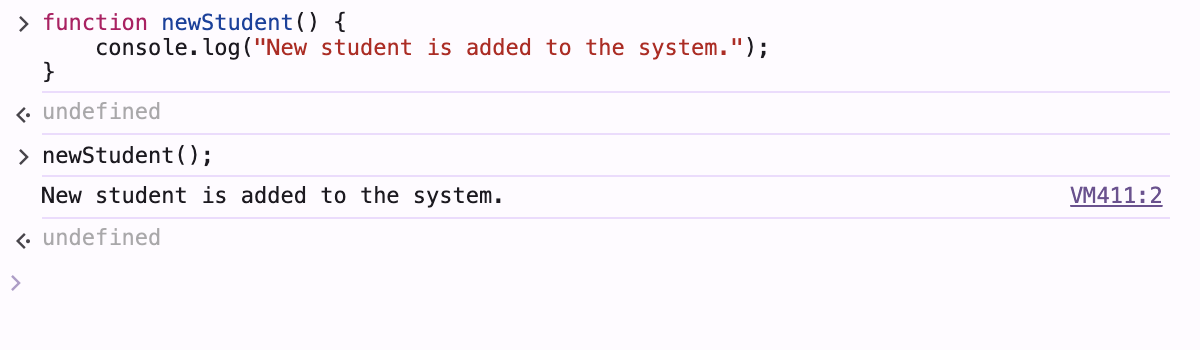 function newStudent() {
    console.log("New student is added to the system.");
}
undefined
newStudent();
New student is added to the system. VM411:2
undefined